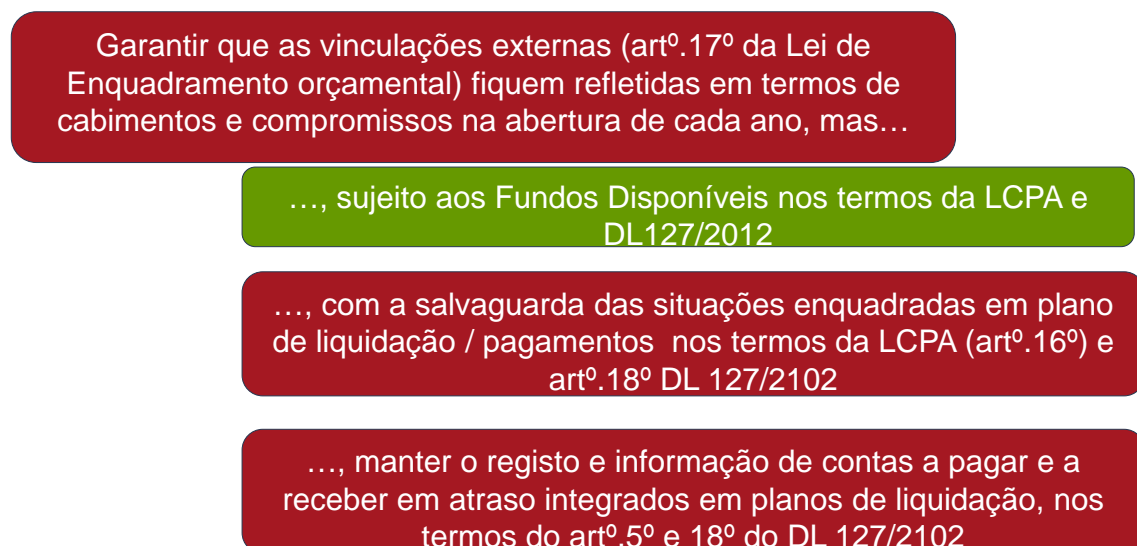 Garantir que as vinculações externas (artº.17º da Lei de
Enquadramento orçamental) fiquem refletidas em termos de
cabimentos e compromissos na abertura de cada ano, mas…
…, sujeito aos Fundos Disponíveis nos termos da LCPA e
DL127/2012
…, com a salvaguarda das situações enquadradas em plano
de liquidação / pagamentos nos termos da LCPA (artº.16º) e
artº.18º DL 127/2102
…, manter o registo e informação de contas a pagar e a
receber em atraso integrados em planos de liquidação, nos
termos do artº.5º e 18º do DL 127/2102